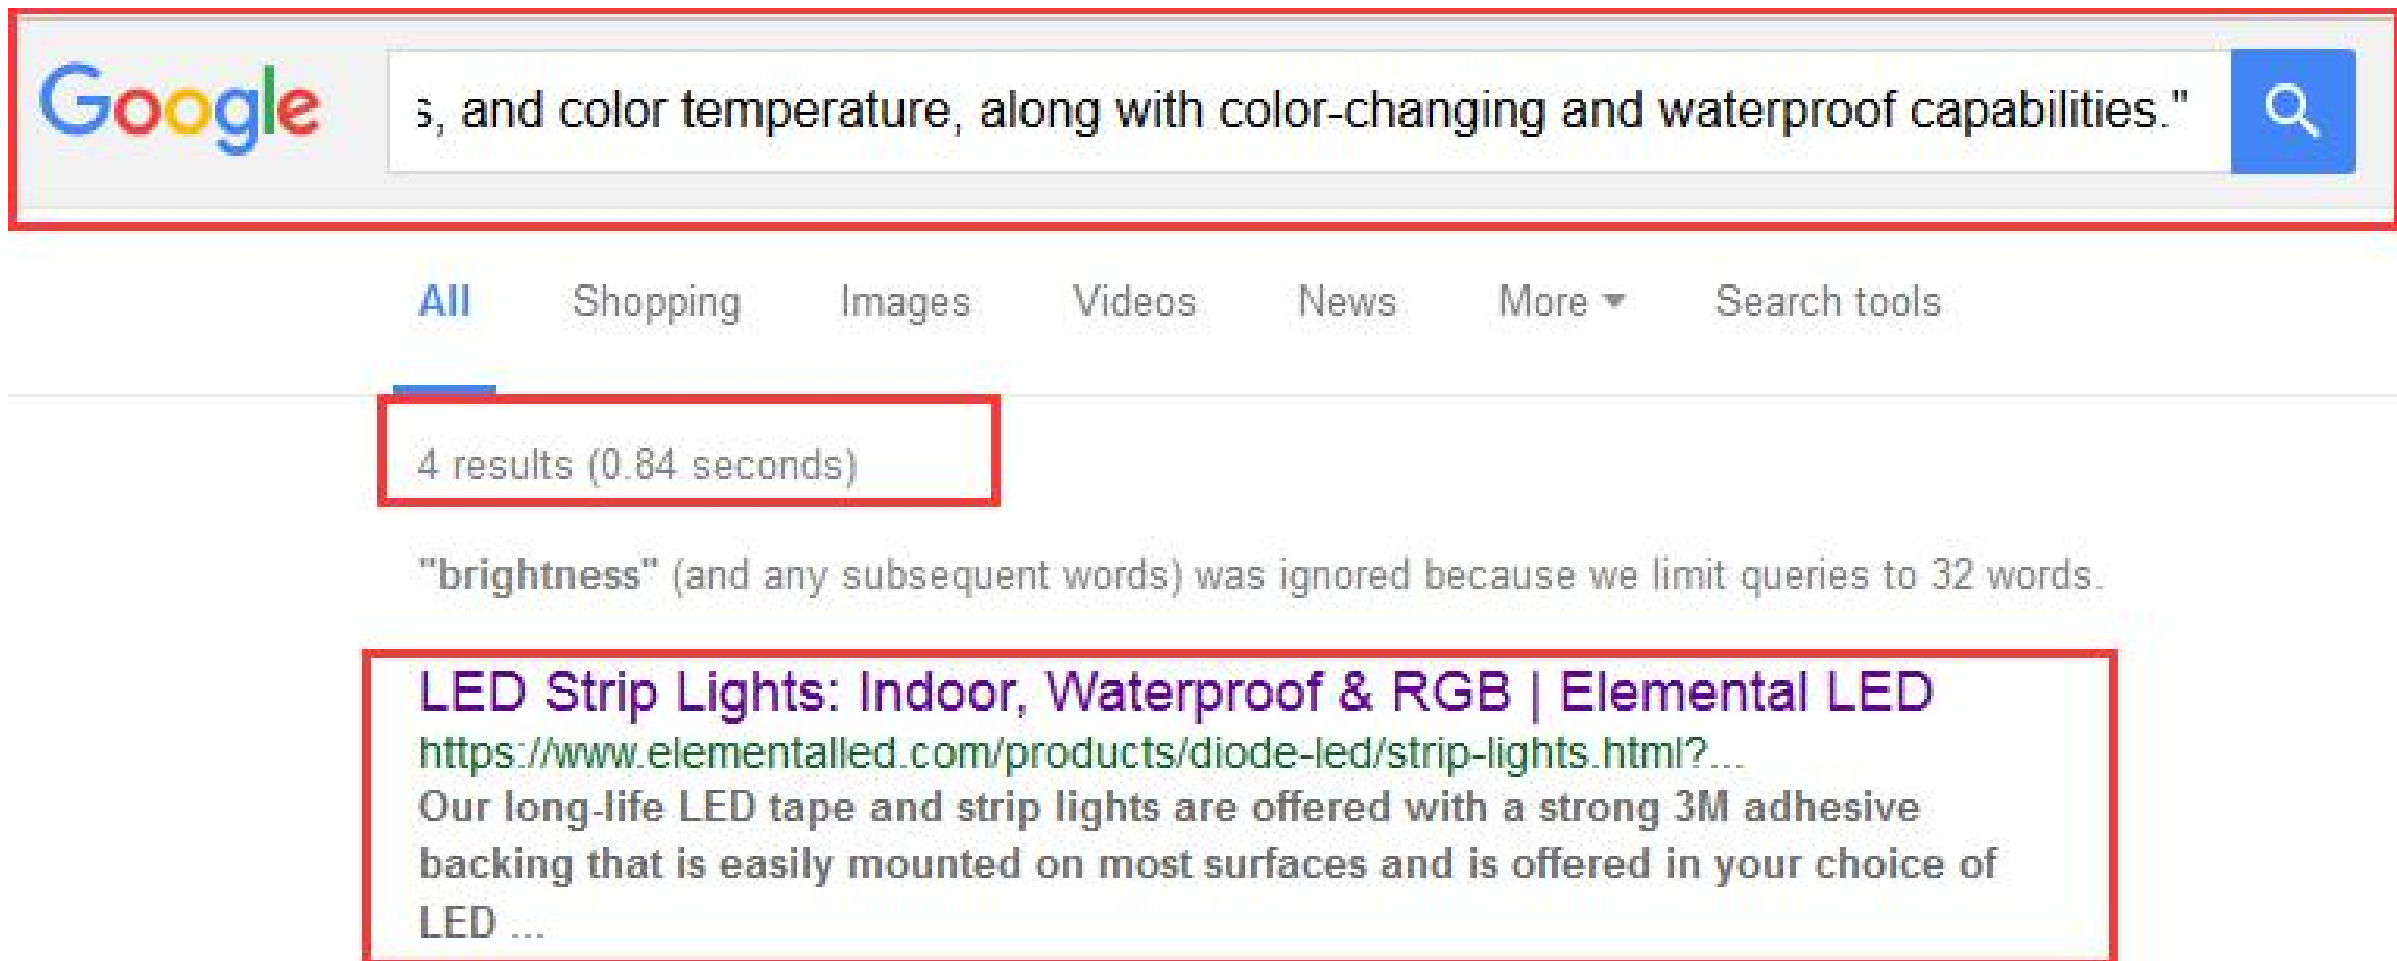 Google
s, and color temperature, along with color-changing and waterproof capabilities."
All Shopping Images Videos News More Search tools
4 results (0.84 seconds)
"brightness" (and any subsequent words) was ignored because we limit queries to 32 words.
LED Strip Lights: Indoor, Waterproof & RGB | Elemental LED
https://www.elementalled.com/products/diode-led/strip-lights.html?...
Our long-life LED tape and strip lights are offered with a strong 3M adhesive
backing that is easily mounted on most surfaces and is offered in your choice of
LED ...